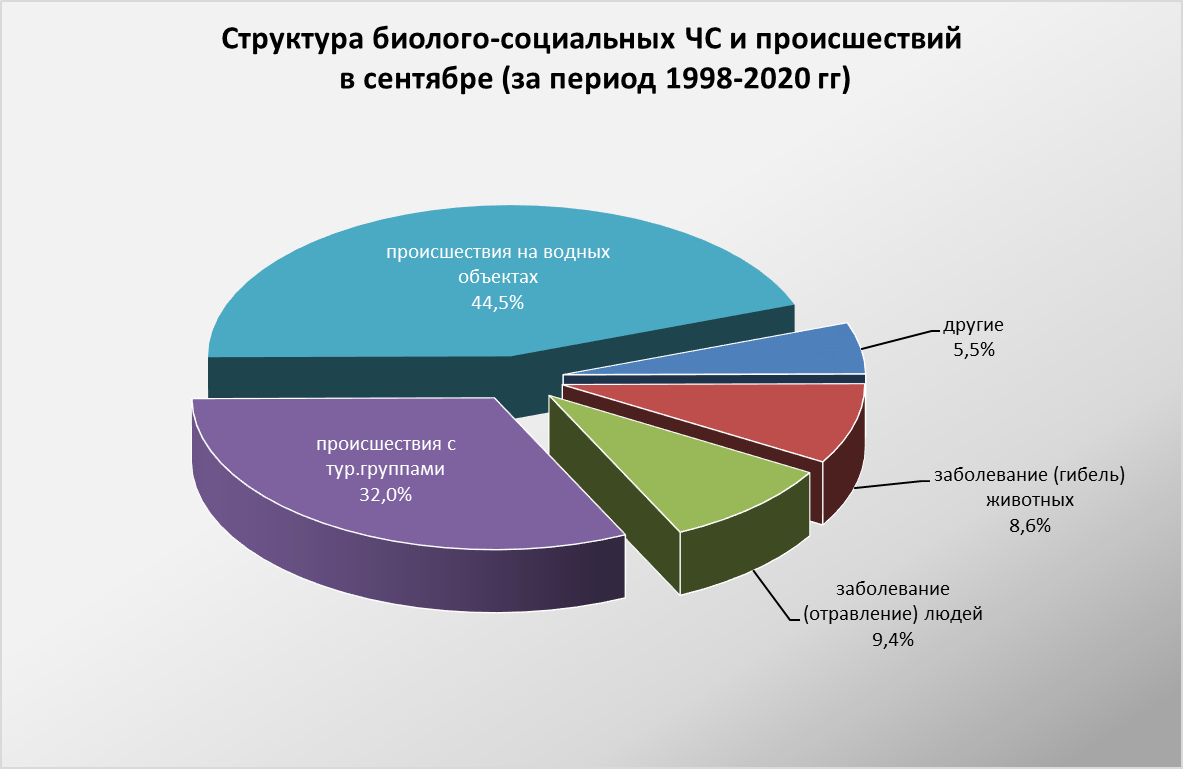 Структура биолого-социальных ЧС и происшествий
в сентябре (за период 1998-2020 гг)
происшествия на водных
объектах
44,5%
другие
5,5%
заболевание (гибель)
животных
8,6%
заболевание
(отравление) людей
9,4%
происшествия с
тур.группами
32,0%